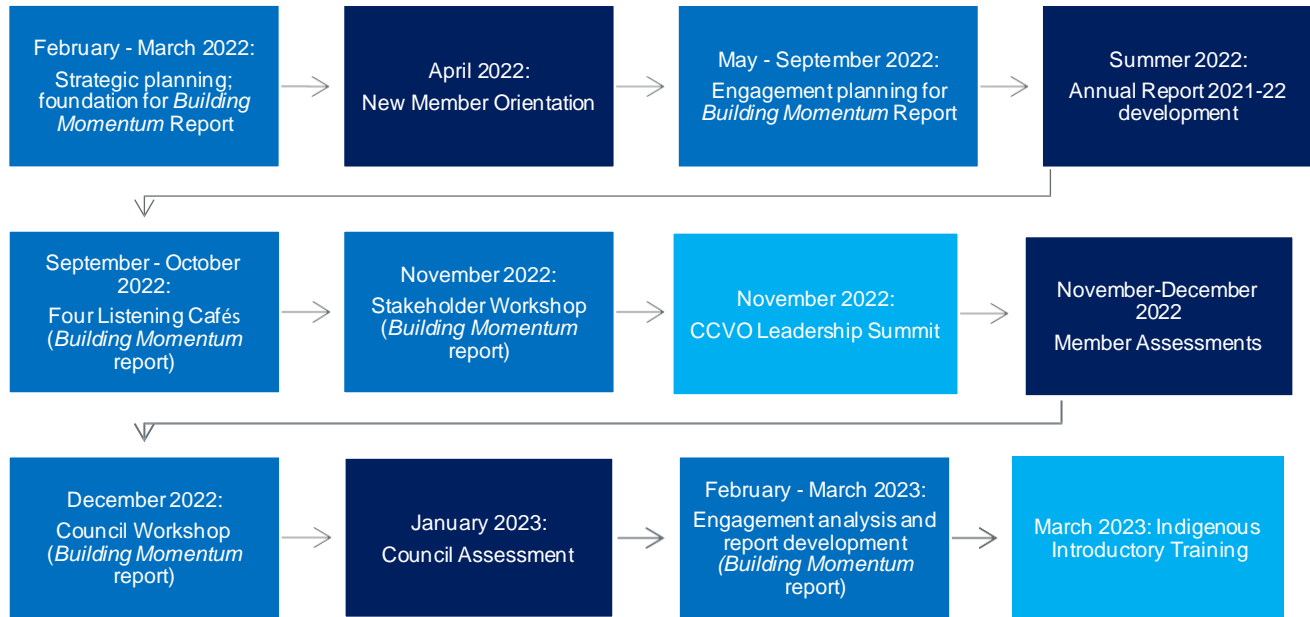 February - March 2022:
Strategic planning;
foundation for Building
Momentum Report
April 2022:
New Member Orientation
May - September 2022:
Engagement planning for
Building Momentum Report
Summer 2022:
Annual Report 2021-22
development
September - October
2022:
Four Listening Cafés
(Building Momentum
report)
November 2022:
Stakeholder Workshop
(Building Momentum
report)
November 2022:
CCVO Leadership Summit
November-December
2022
Member Assessments
December 2022:
Council Workshop
(Building Momentum
report)
January 2023:
Council Assessment
February - March 2023:
Engagement analysis and
report development
(Building Momentum
report)
March 2023: Indigenous
Introductory Training